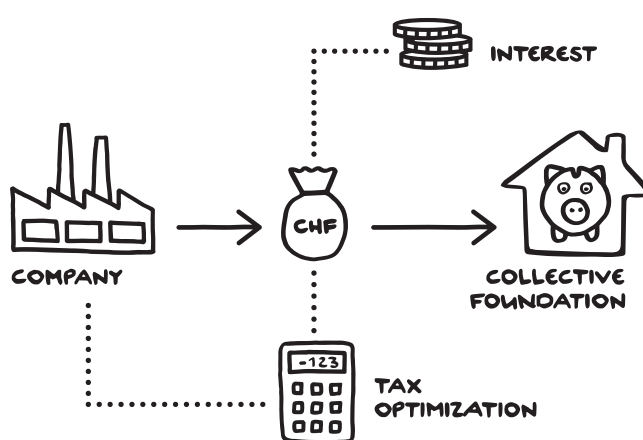 INTEREST
CHF
COMPANY
COLLECTIVE
FOUNDATION
-123
TAX
OPTIMIZATION